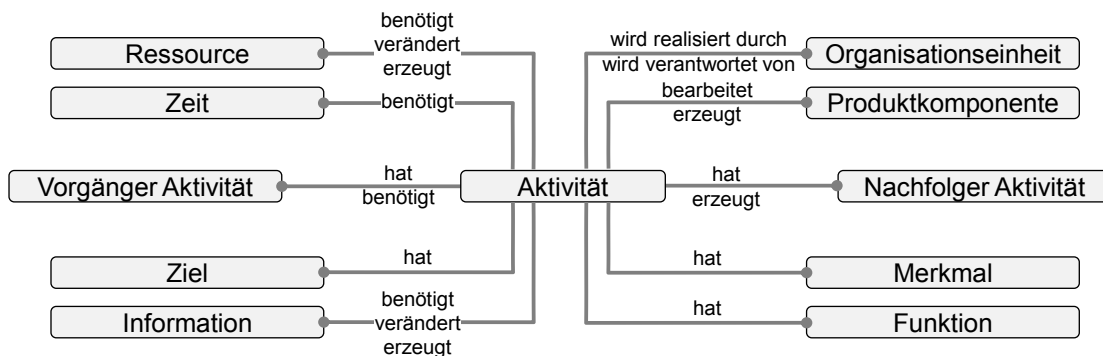 benötigt
verändert
erzeugt
Ressource
wird realisiert durch
wird verantwortet von
Organisationseinheit
Zeit
benötigt
bearbeitet
erzeugt
Produktkomponente
Vorgänger Aktivität
hat
benötigt
Aktivität
hat
erzeugt
Nachfolger Aktivität
Ziel
hat
hat
Merkmal
Information
benötigt
verändert
erzeugt
hat
Funktion